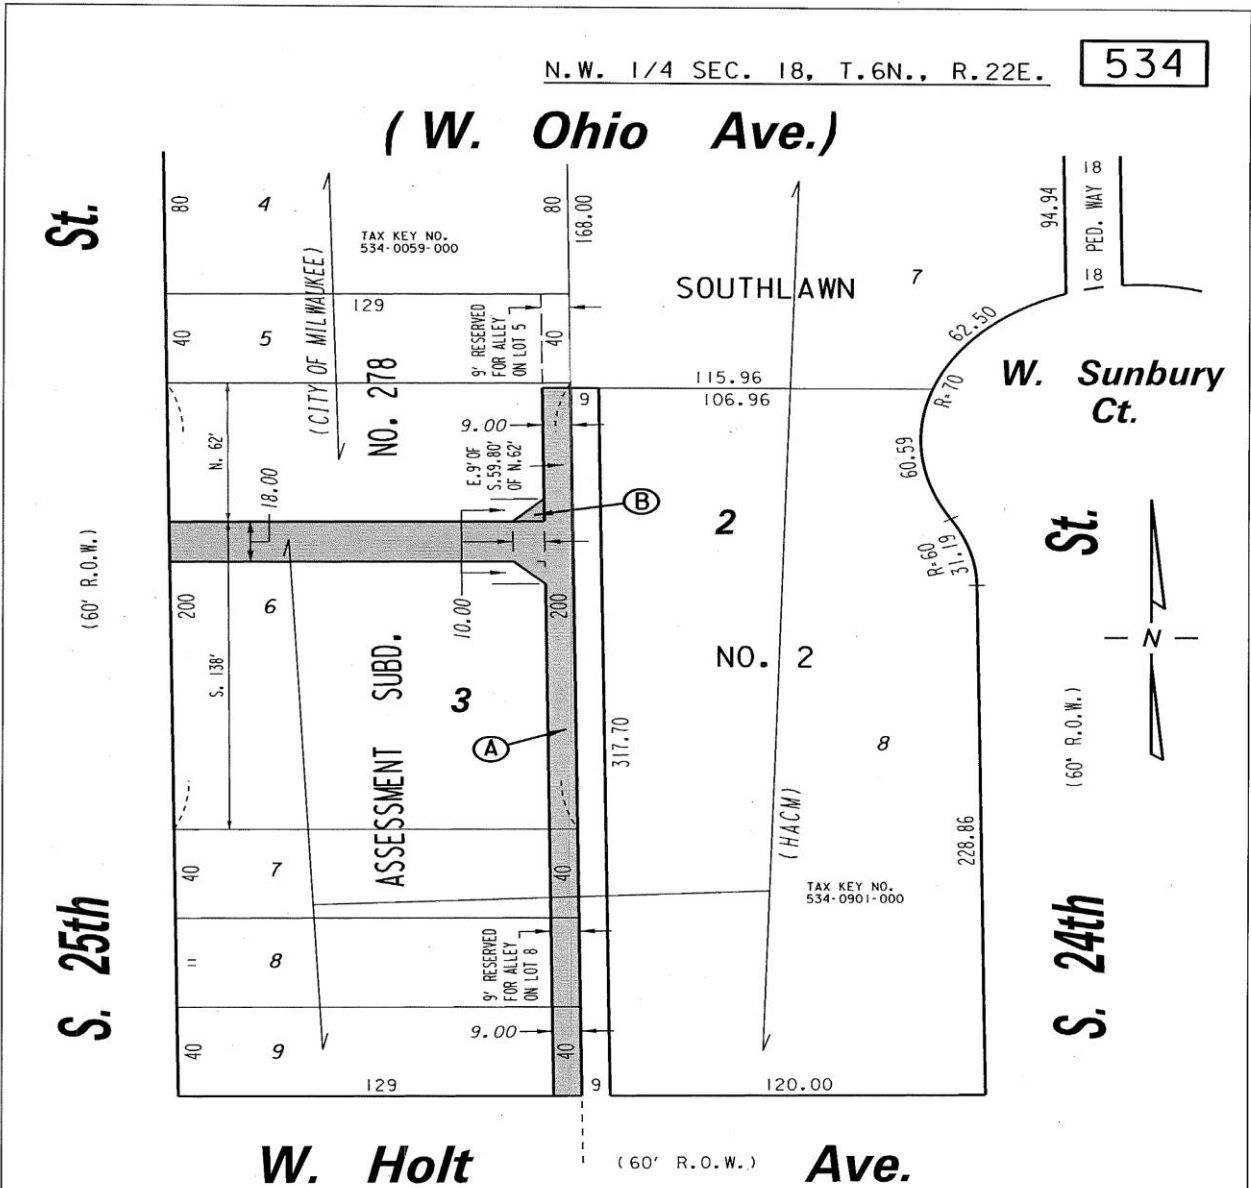 N.W. 1/4 SEC. 18, T.6N., R.22E.
534
( W. Ohio Ave.)
St.
80
4
TAX KEY NO.
534-0059-000
80
168.00
94.94
18
PED. WAY
18
(CITY OF MILWAUKEE)
SOUTHLAWN
7
129
40
5
9' RESERVED
FOR ALLEY
ON LOT 5
40
62.50
R=70
W. Sunbury
Ct.
NO. 278
115.96
106.96
9
9.00
N. 62'
18.00
E. 9' OF
S. 59.80'
OF N. 62'
B
60.59
2
St.
R=60
31.19
(60' R.O.W.)
200
6
10.00
200
N
S. 138'
ASSESSMENT SUBD.
3
NO. 2
A
317.70
8
(60' R.O.W.)
(HACM)
228.86
S. 25th
40
7
40
TAX KEY NO.
534-0901-000
S. 24th
=
8
9' RESERVED
FOR ALLEY
ON LOT 8
9.00
40
9
40
129
9
120.00
W. Holt Ave.
(60' R.O.W.)